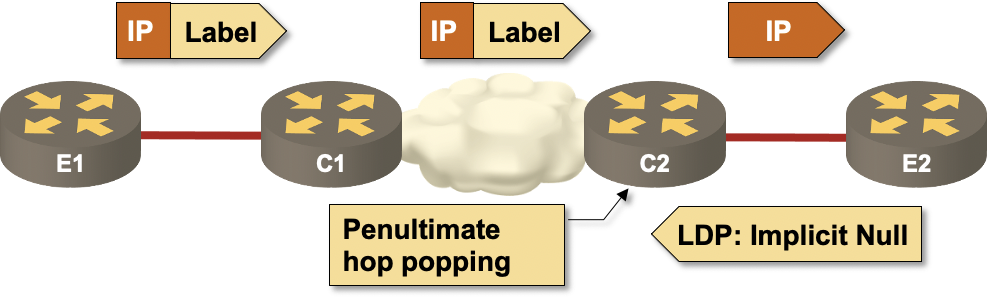 IP Label
IP Label
IP
E1
C1
C2
E2
Penultimate
hop popping
LDP: Implicit Null